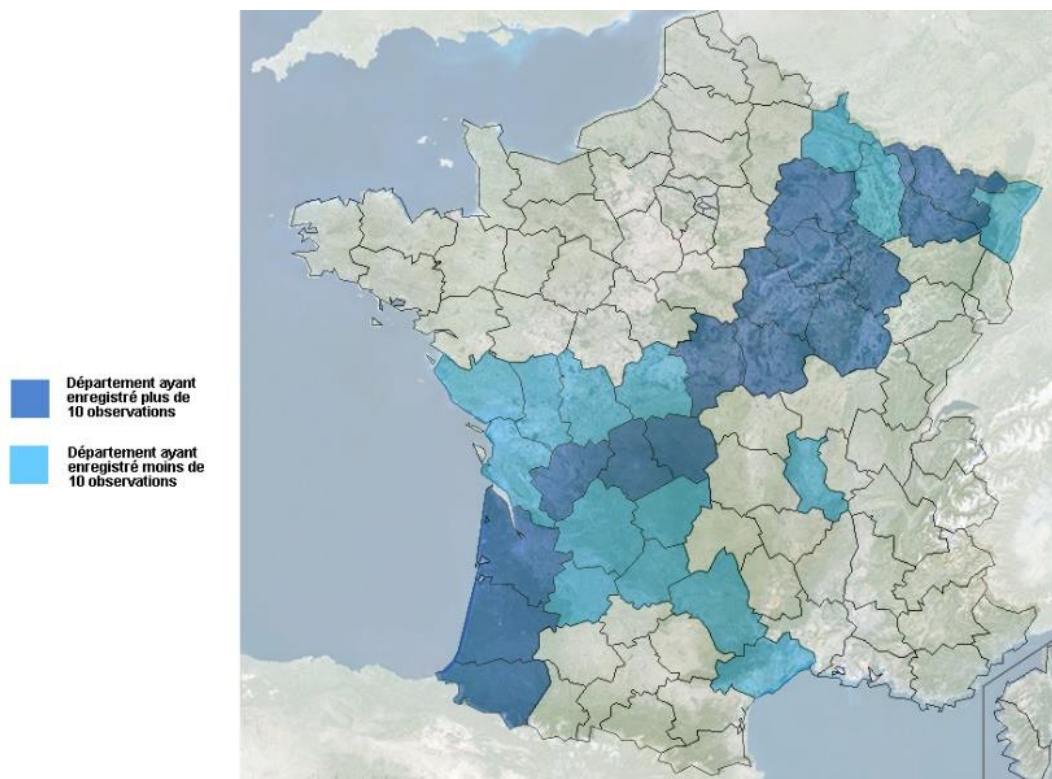 Département ayant
enregistré plus de
10 observations
Département ayant
enregistré moins de
10 observations